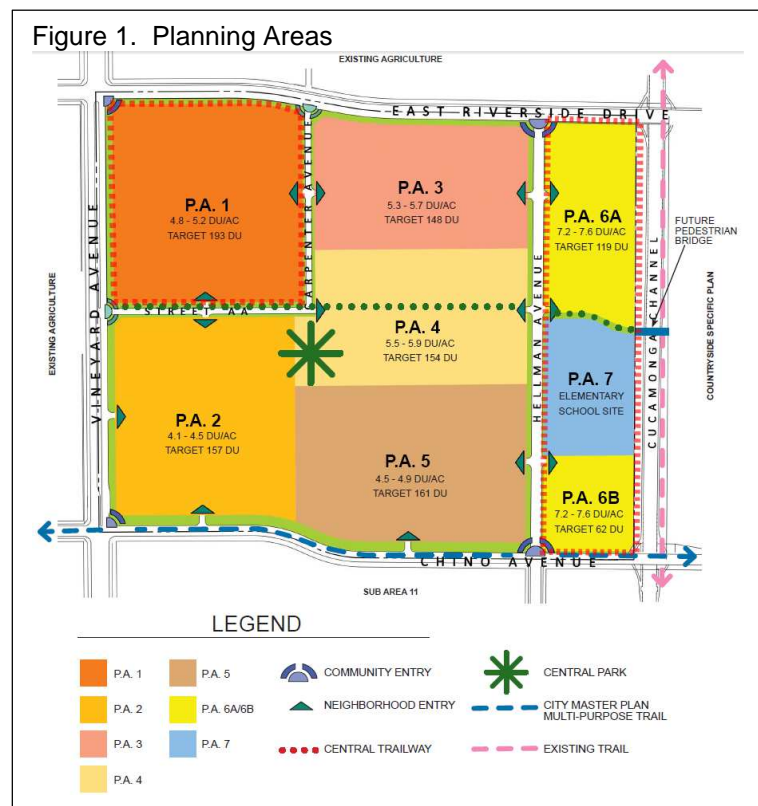 Figure 1.  Planning Areas
EXISTING AGRICULTURE
EAST RIVERSIDE DRIVE
VINEYARD AVENUE
EXISTING AGRICULTURE
P.A. 1
4.8 - 5.2 DU/AC
TARGET 193 DU
ARPENTER AVENUE
P.A. 3
5.3 - 5.7 DU/AC
TARGET 148 DU
P.A. 6A
7.2 - 7.6 DU/AC
TARGET 119 DU
FUTURE
PEDESTRIAN
BRIDGE
STREET AA
P.A. 4
5.5 - 5.9 DU/AC
TARGET 154 DU
HELLMAN AVENUE
CUCAMONGA CHANNEL
COUNTRYSIDE SPECIFIC PLAN
P.A. 2
4.1 - 4.5 DU/AC
TARGET 157 DU
P.A. 7
ELEMENTARY
SCHOOL SITE
P.A. 5
4.5 - 4.9 DU/AC
TARGET 161 DU
P.A. 6B
7.2 - 7.6 DU/AC
TARGET 62 DU
CHINO AVENUE
SUB AREA 11
LEGEND
P.A. 1
P.A. 2
P.A. 3
P.A. 4
P.A. 5
P.A. 6A/6B
P.A. 7
COMMUNITY ENTRY
NEIGHBORHOOD ENTRY
CENTRAL TRAILWAY
CENTRAL PARK
CITY MASTER PLAN
MULTI-PURPOSE TRAIL
EXISTING TRAIL